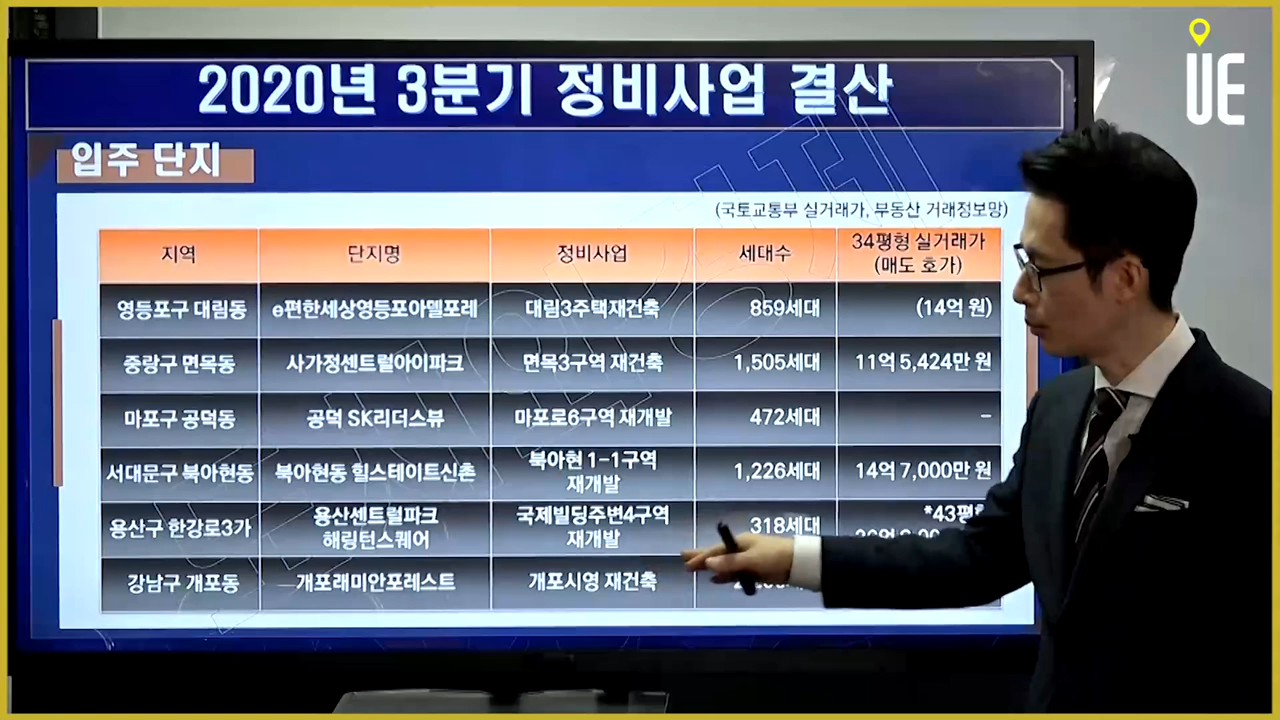 UE
2020년 3분기 정비사업 결산
입주 단지
(국토교통부 실거래가, 부동산 거래정보망)
지역 단지명 정비사업 세대수 34평형 실거래가
(매도 호가)
영등포구 대림동 e편한세상영등포아델포레 대림3주택재건축 859세대 (14억 원)
중랑구 면목동 사가정센트럴아이파크 면목3구역 재건축 1,505세대 11억 5,424만 원
마포구 공덕동 공덕 SK리더스뷰 마포로6구역 재개발 472세대 -
서대문구 북아현동 북아현동 힐스테이트신촌 북아현 1-1구역
재개발 1,226세대 14억 7,000만 원
용산구 한강로3가 용산센트럴파크
해링턴스퀘어 국제빌딩주변4구역
재개발 318세대 *43평형
강남구 개포동 개포래미안포레스트 개포시영 재건축